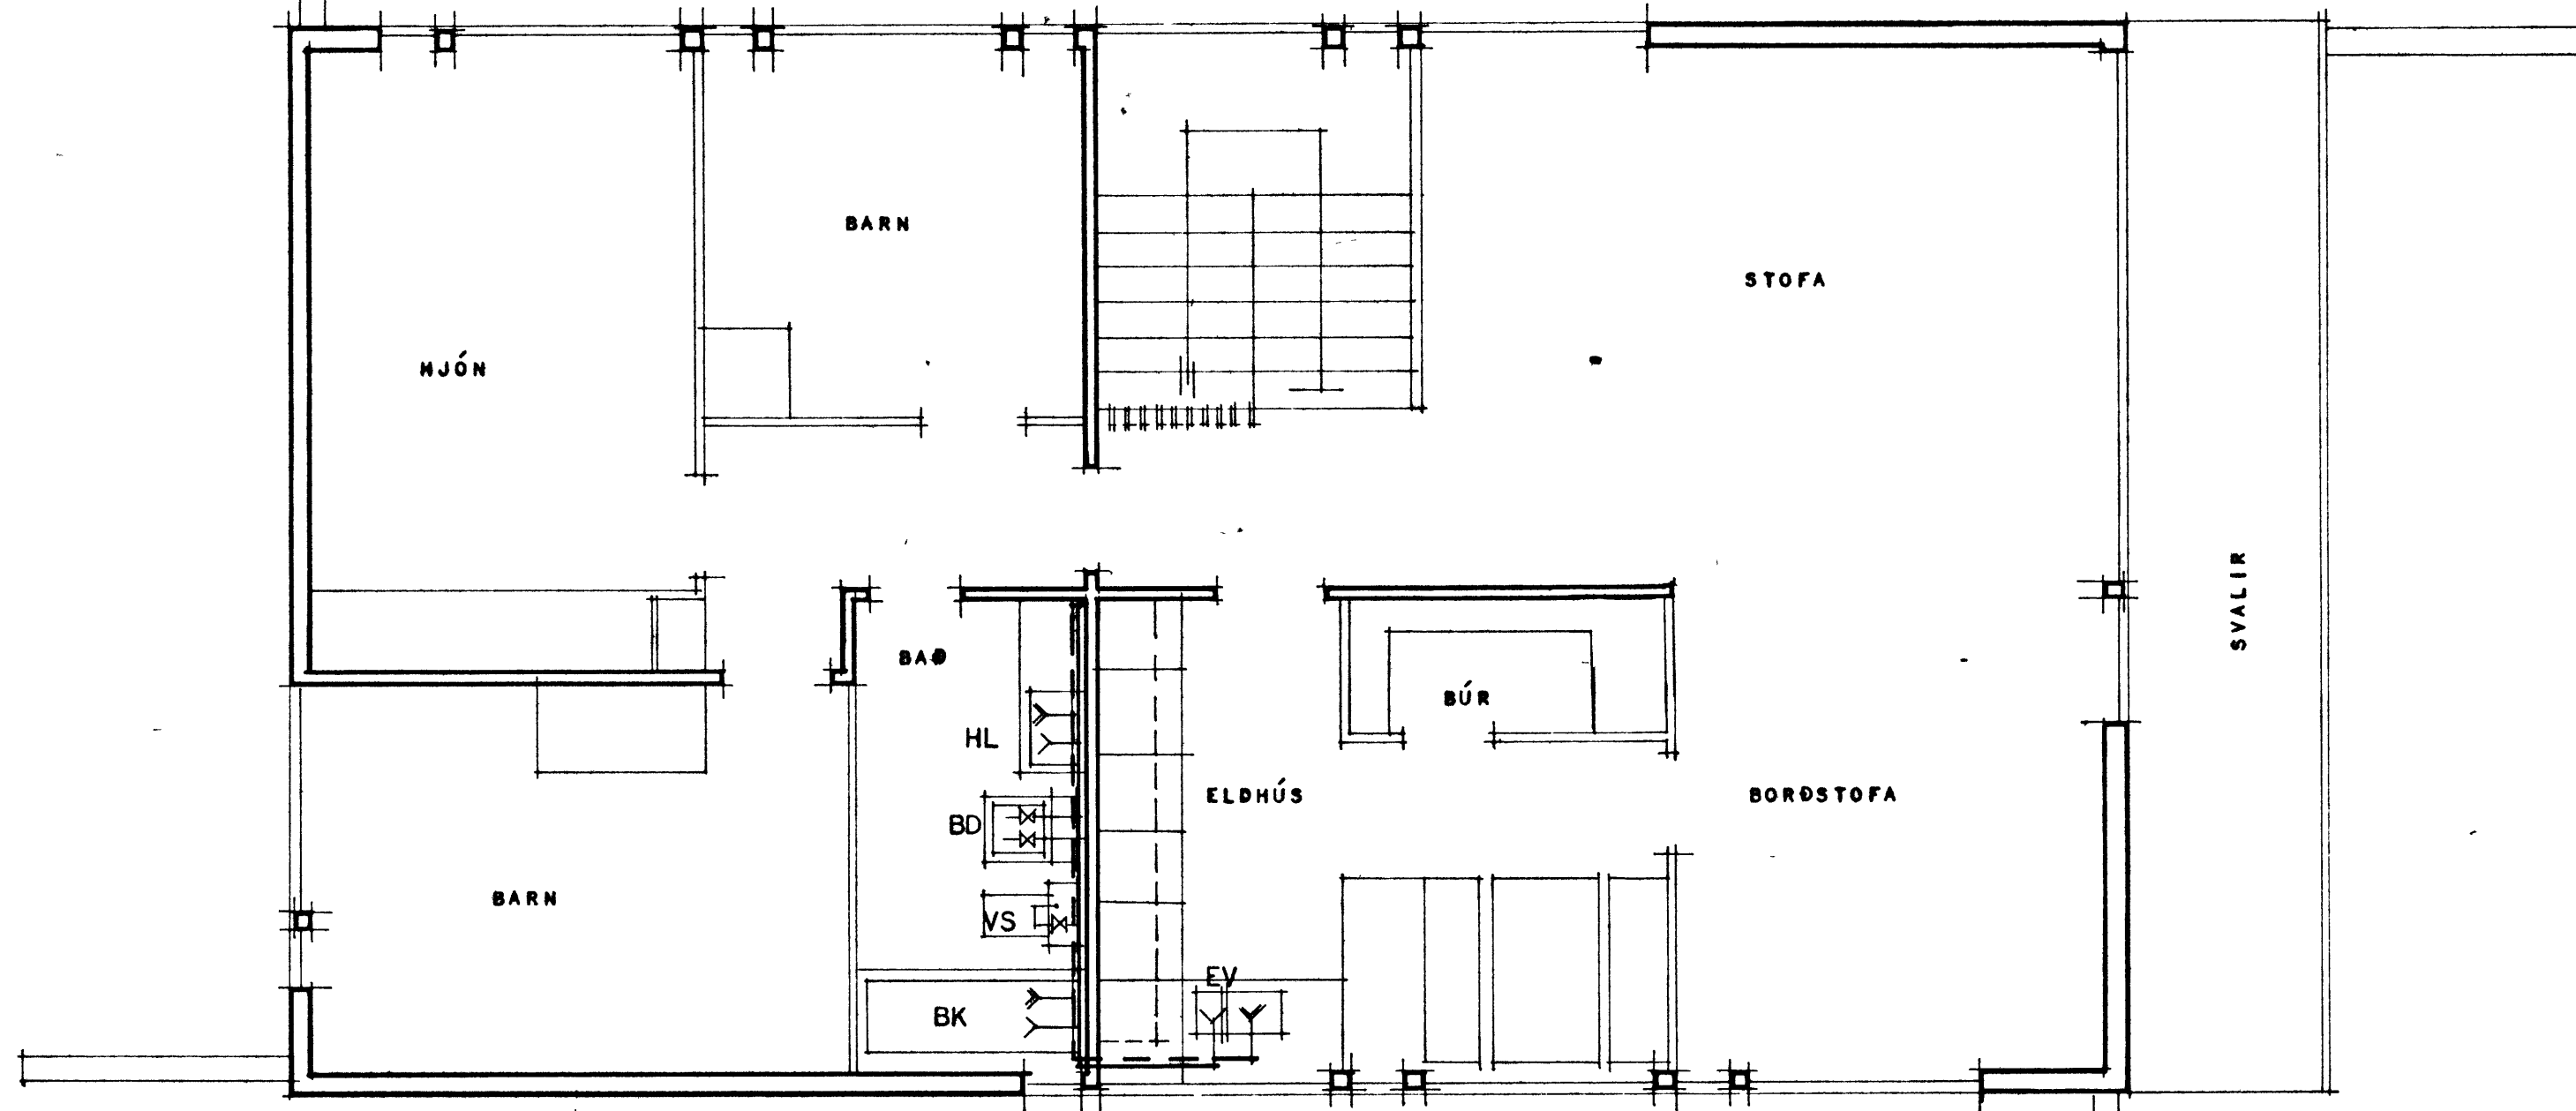 BARN
STOFA
HJÓN
SVALIR
BAÐ
BÚR
HL
ELDHÚS
BORÐSTOFA
BD
BARN
VS
EV
BK